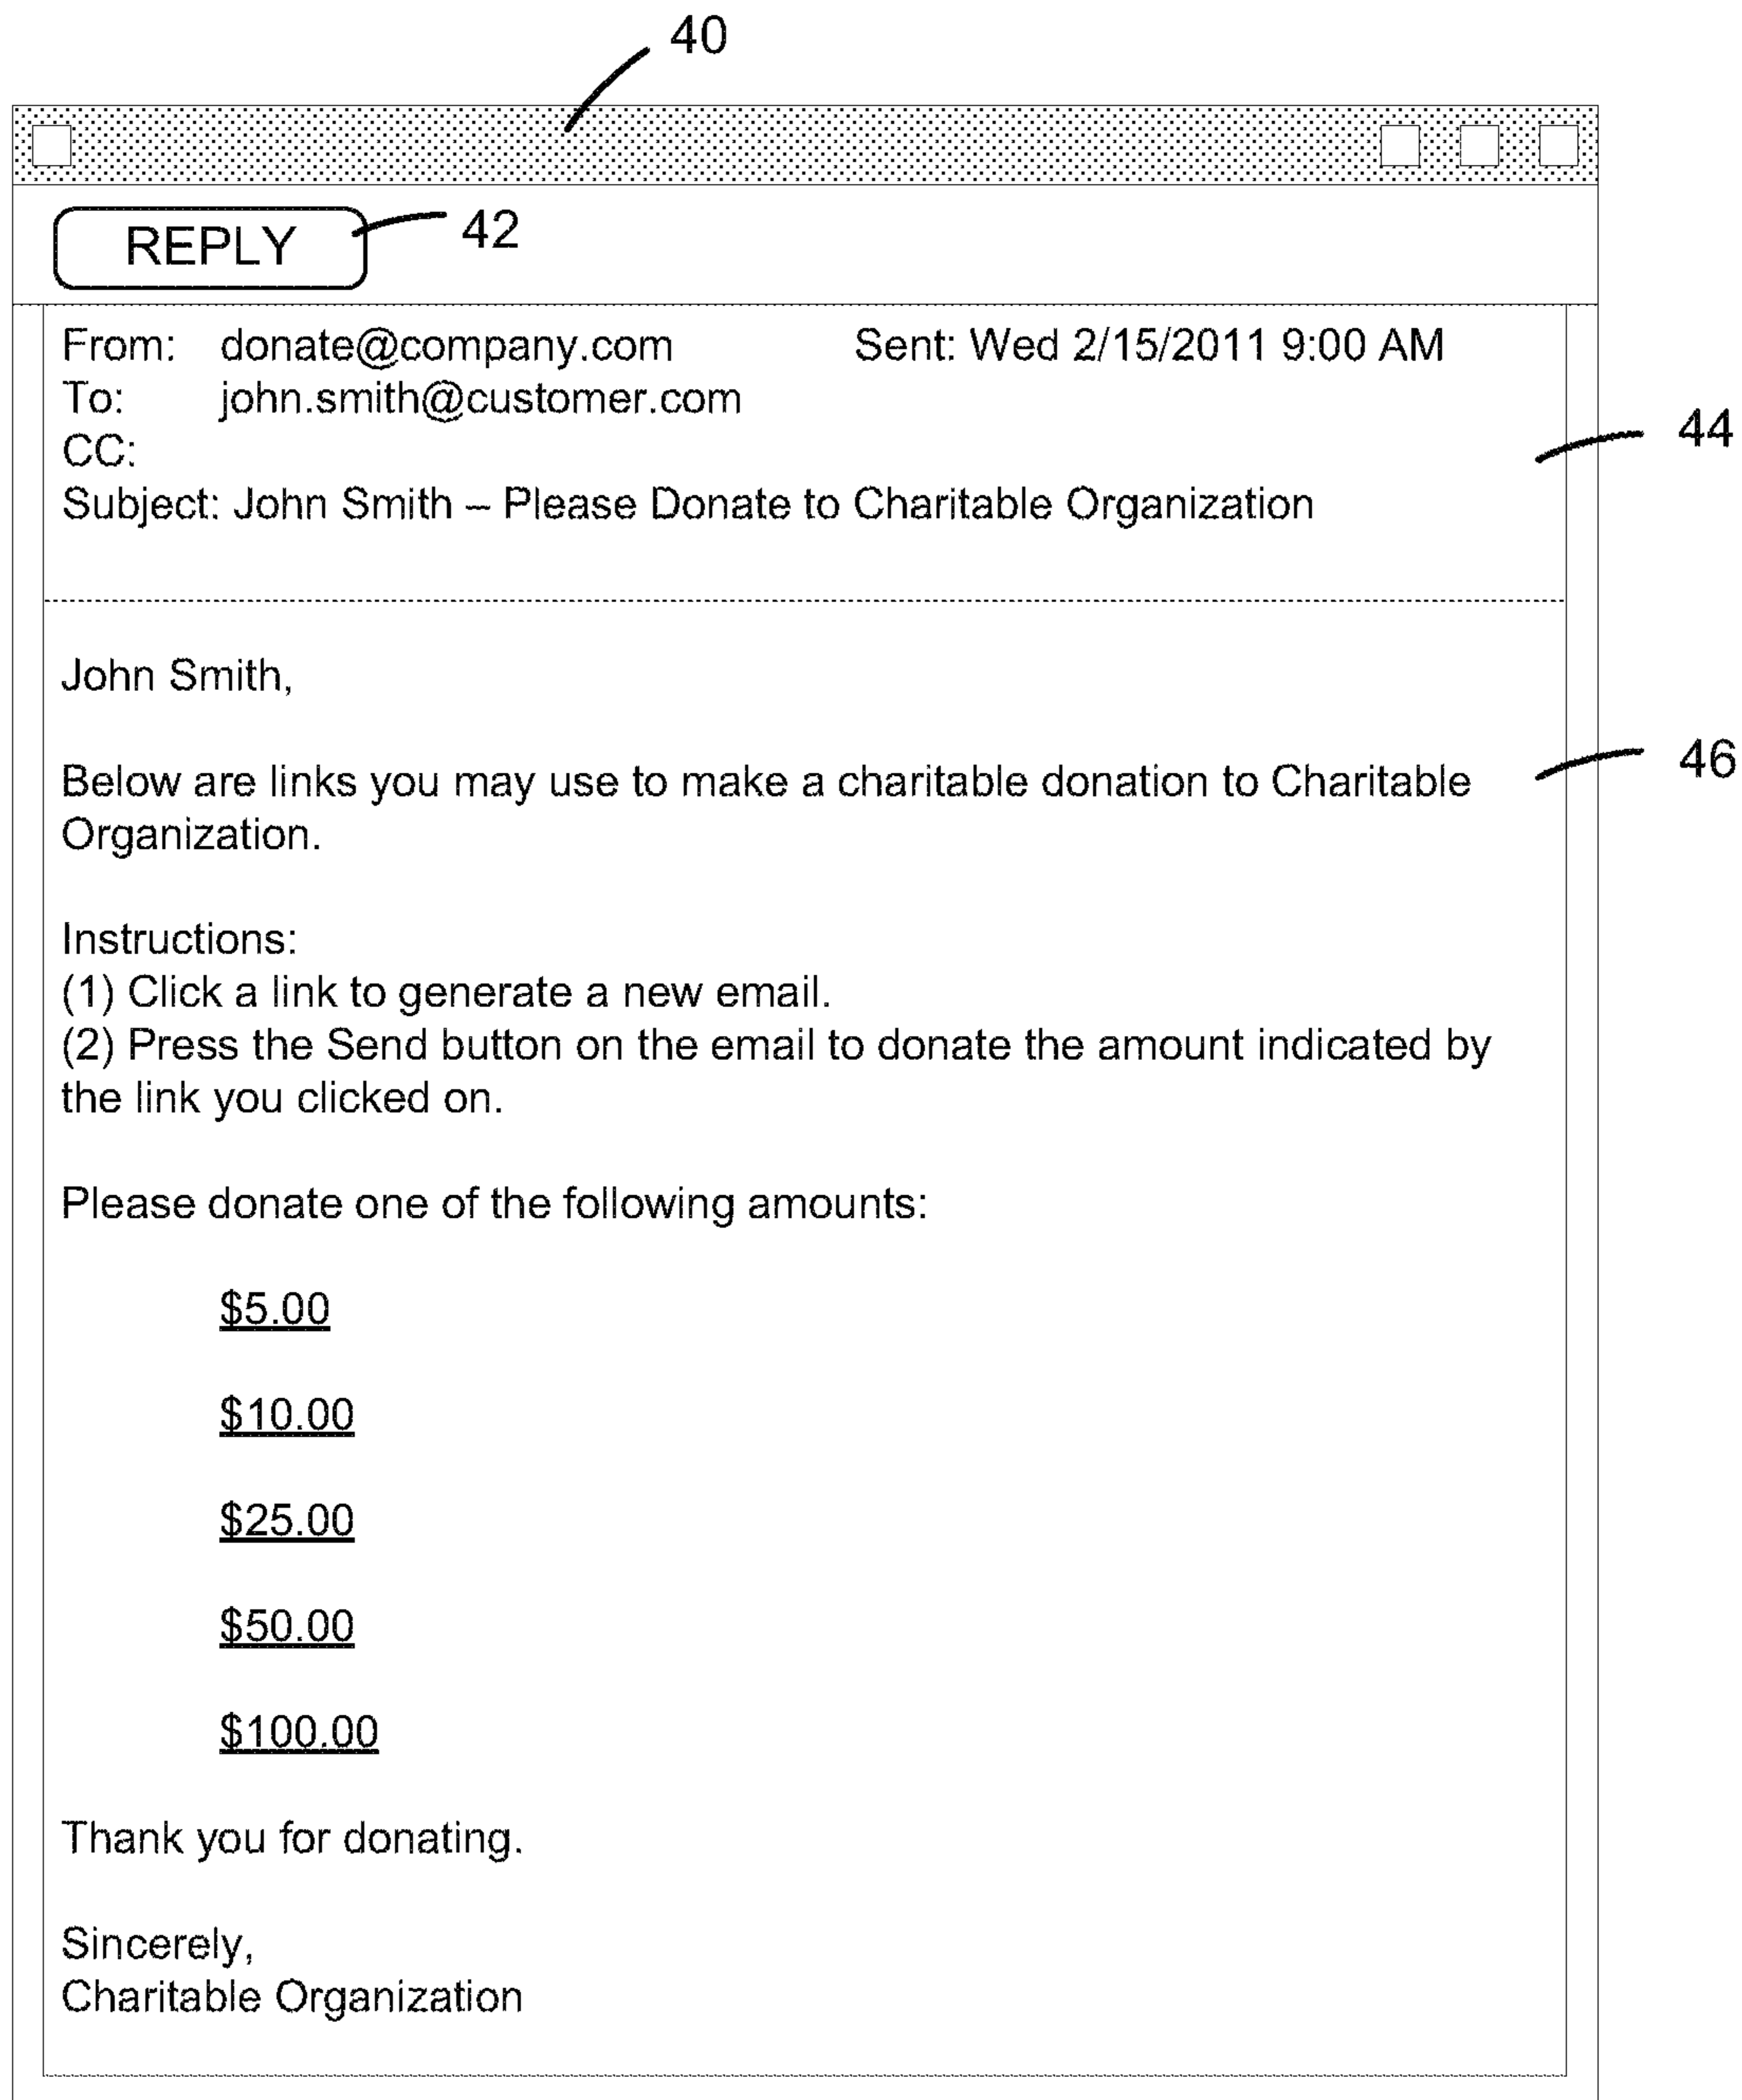 40
REPLY
42
From: donate@company.com Sent: Wed 2/15/2011 9:00 AM
To: john.smith@customer.com
CC:
44
Subject: John Smith – Please Donate to Charitable Organization
John Smith,
46
Below are links you may use to make a charitable donation to Charitable
Organization.
Instructions:
(1) Click a link to generate a new email.
(2) Press the Send button on the email to donate the amount indicated by
the link you clicked on.
Please donate one of the following amounts:
$5.00
$10.00
$25.00
$50.00
$100.00
Thank you for donating.
Sincerely,
Charitable Organization